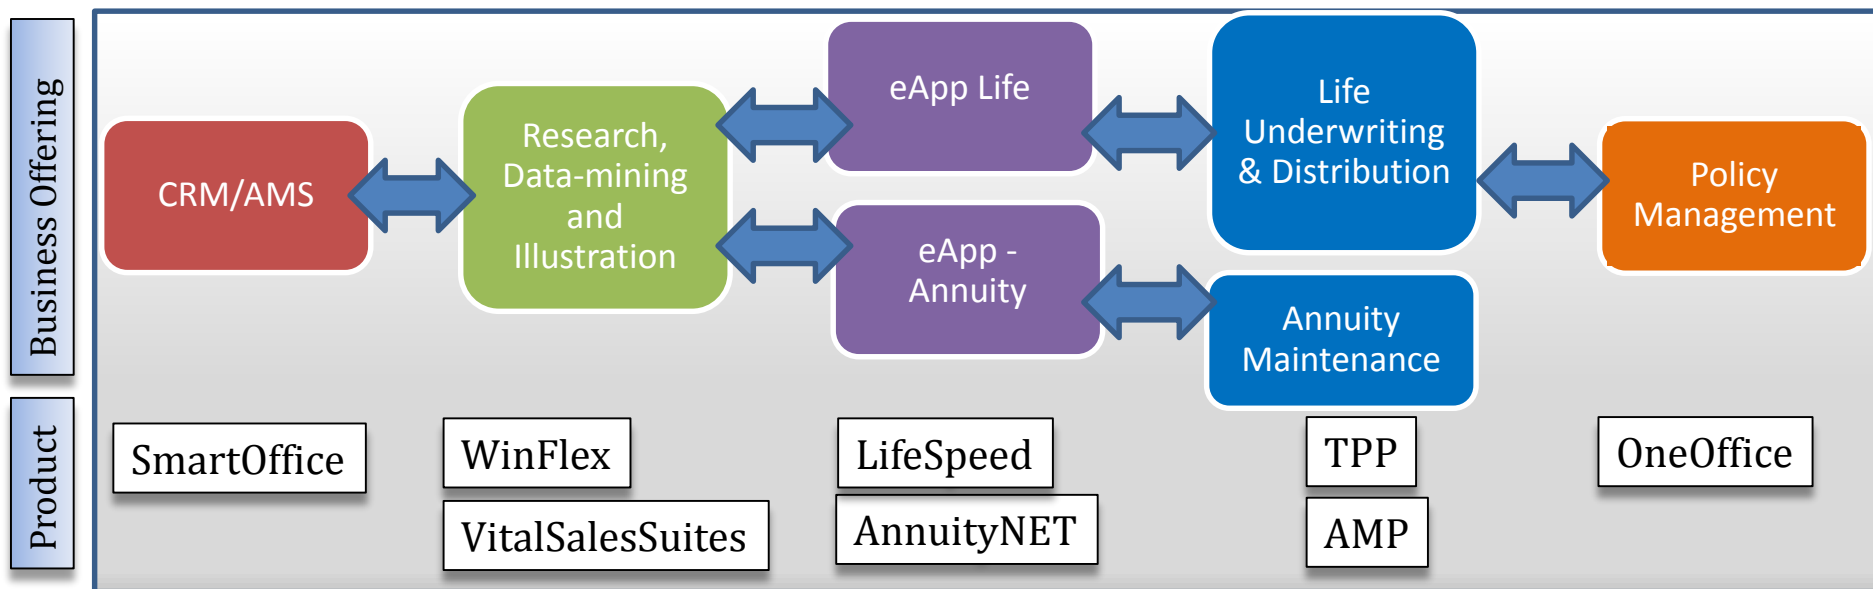 Business Offering
CRM/AMS
Research,
Data-mining
and
Illustration
eApp Life
eApp -
Annuity
Life
Underwriting
& Distribution
Annuity
Maintenance
Policy
Management
Product
SmartOffice
WinFlex
VitalSalesSuites
LifeSpeed
AnnuityNET
TPP
AMP
OneOffice